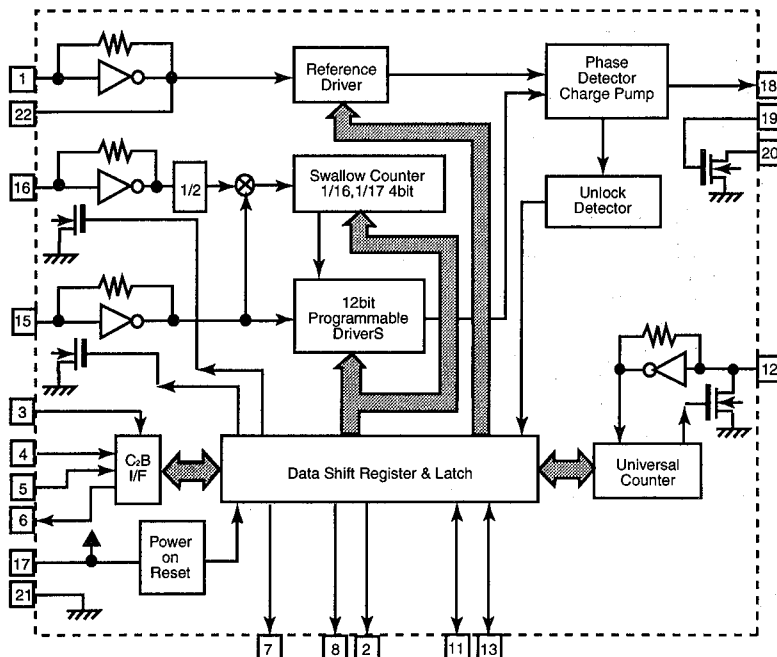 1
Reference
Driver
Phase
Detector
Charge Pump
18
22
19
20
16
1/2
Swallow Counter
1/16,1/17 4bit
Unlock
Detector
15
12bit
Programmable
DriverS
12
3
4
5
6
C₂B
I/F
Data Shift Register & Latch
Universal
Counter
17
Power
on
Reset
21
7
8
2
11
13